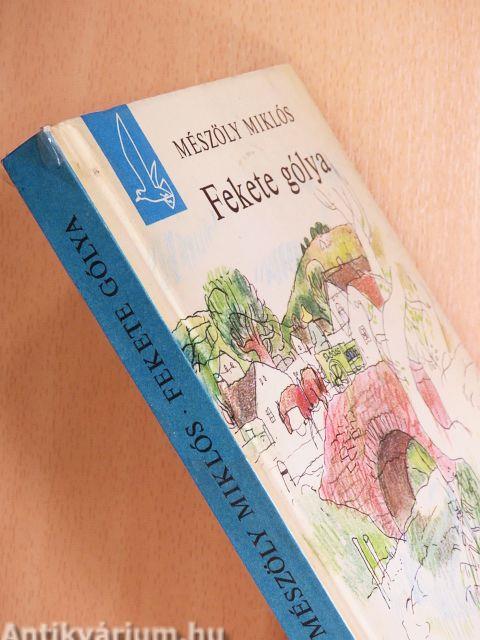 MÉSZÖLY MIKLÓS
Fekete gólya
MÉSZÖLY MIKLÓS · FEKETE GÓLYA
Antikvárium.hu